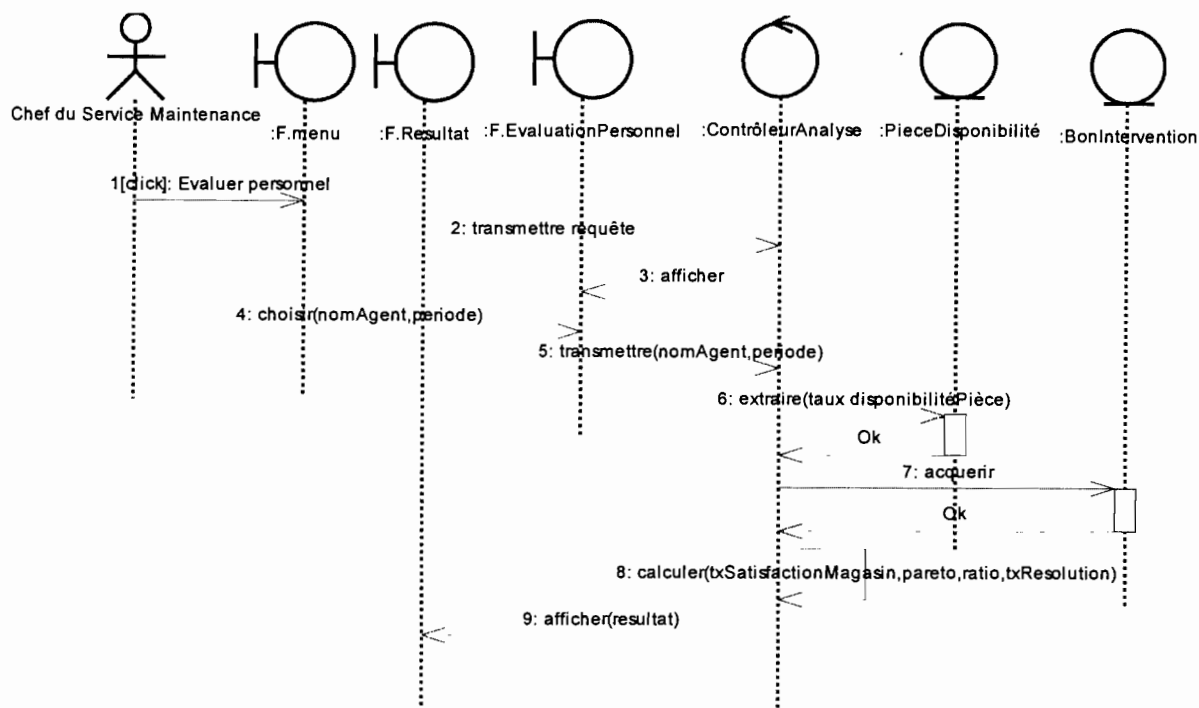 Chef du Service Maintenance
:F.menu
:F.Resultat
:F.EvaluationPersonnel
:ContrôleurAnalyse
:PieceDisponibilité
:BonIntervention
1[click]: Evaluer personnel
2: transmettre requête
3: afficher
4: choisir(nomAgent,periode)
5: transmettre(nomAgent,periode)
6: extraire(taux disponibilitéPièce)
Ok
7: acquerir
Ok
8: calculer(txSatisfactionMagasin,pareto,ratio,txResolution)
9: afficher(resultat)